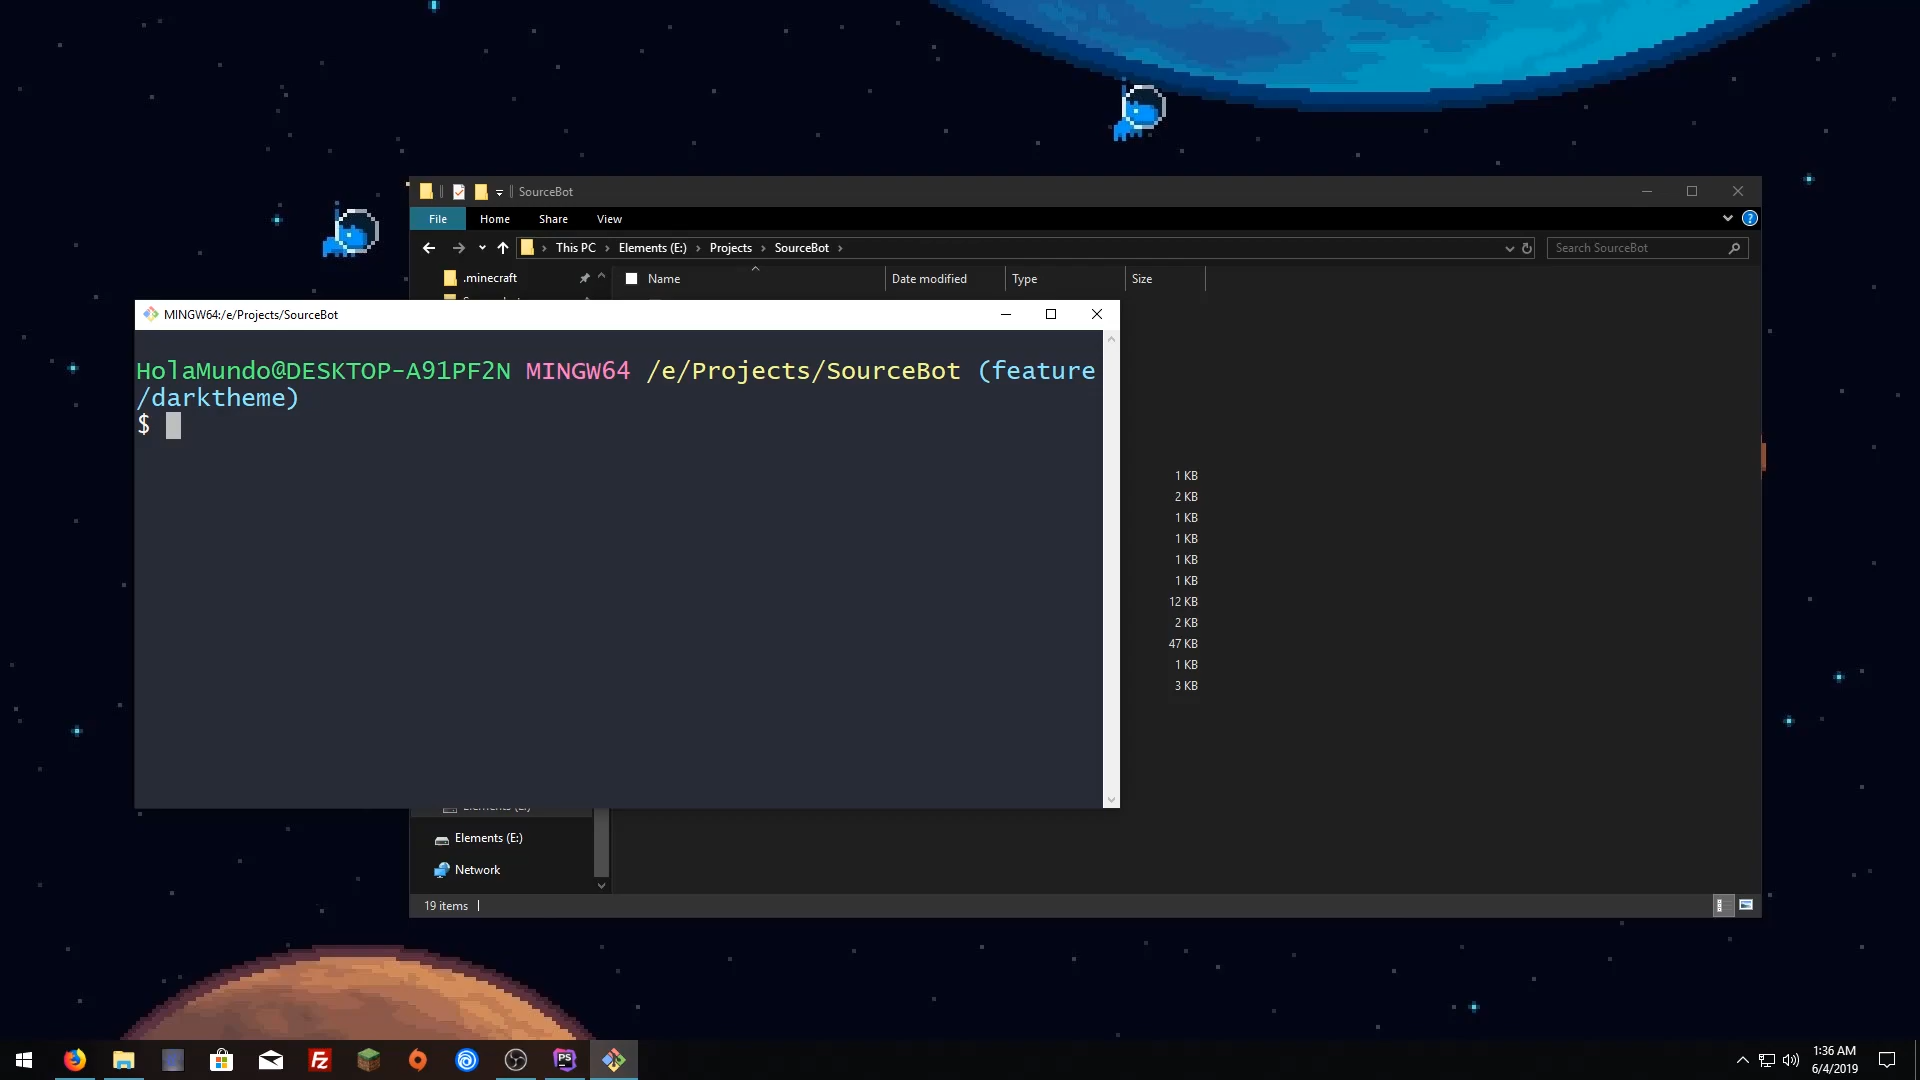 SourceBot
File Home Share View
This PC › Elements (E:) › Projects › SourceBot ›
Search SourceBot
.minecraft
Name Date modified Type Size
MINGW64:/e/Projects/SourceBot
HolaMundo@DESKTOP-A91PF2N MINGW64 /e/Projects/SourceBot (feature
/darktheme)
$
1 KB
2 KB
1 KB
1 KB
1 KB
1 KB
12 KB
2 KB
47 KB
1 KB
3 KB
Elements (E:)
Network
19 items
Fz
PS
1:36 AM
6/4/2019